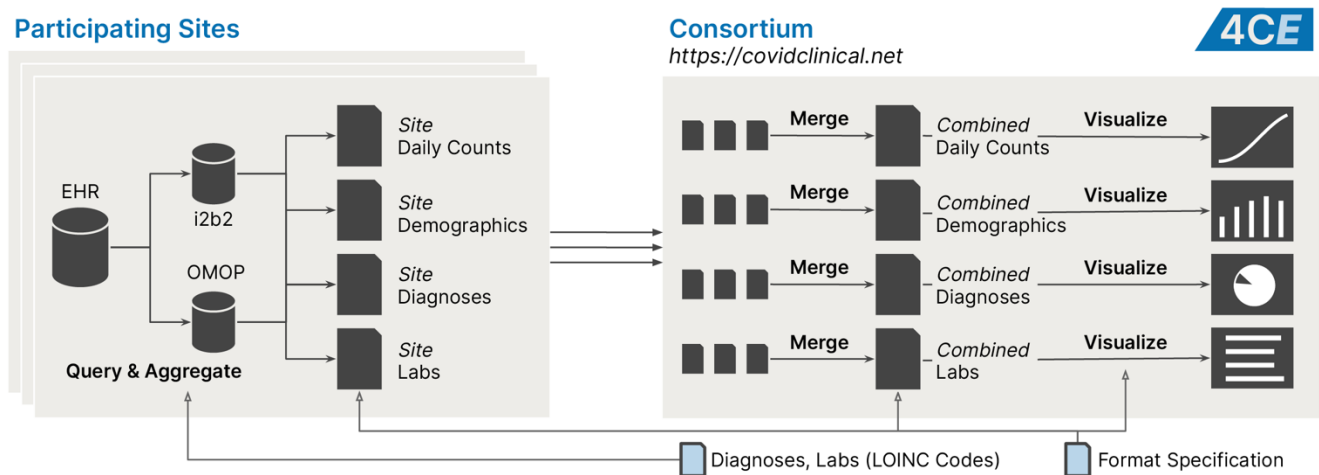 Participating Sites
EHR
i2b2
OMOP
Query & Aggregate
Site
Daily Counts
Site
Demographics
Site
Diagnoses
Site
Labs
Consortium
https://covidclinical.net
4CE
Merge
Combined
Daily Counts
Visualize
Merge
Combined
Demographics
Visualize
Merge
Combined
Diagnoses
Visualize
Merge
Combined
Labs
Visualize
Diagnoses, Labs (LOINC Codes)
Format Specification